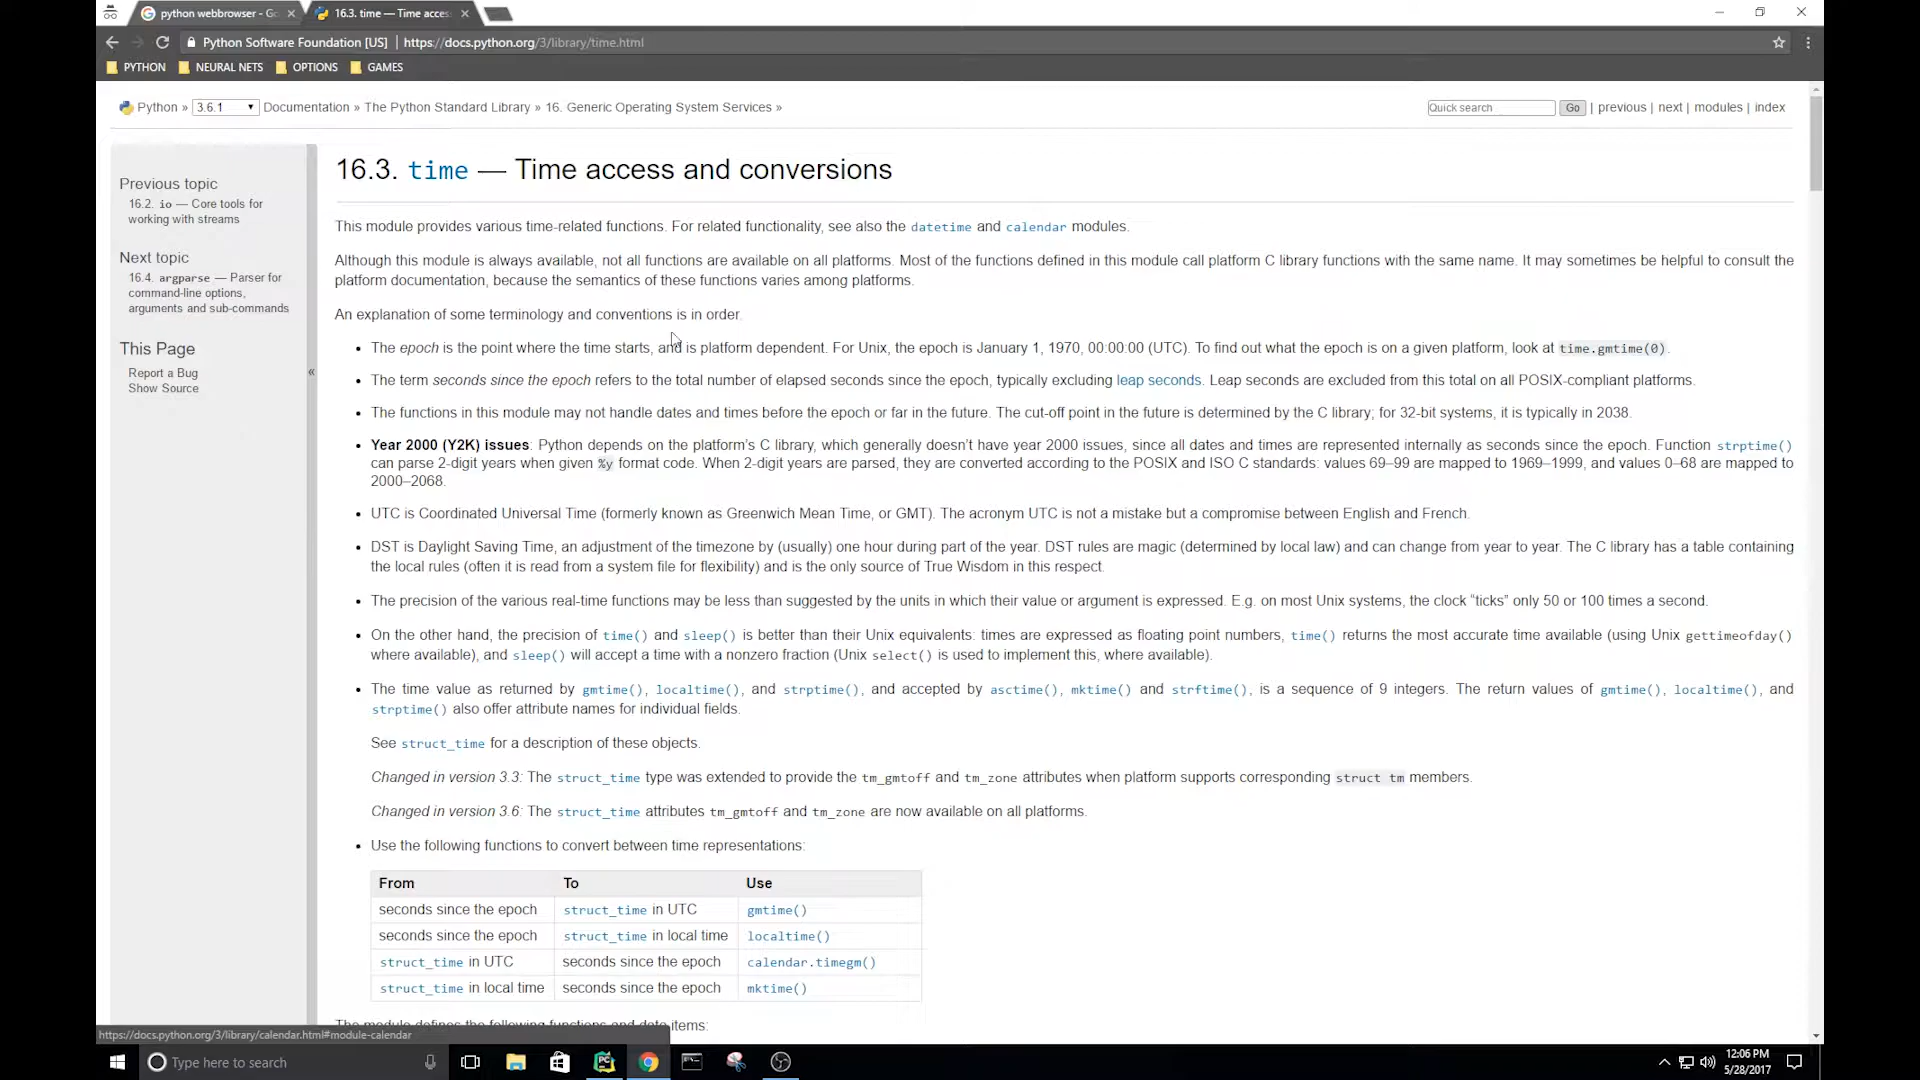 python webbrowser - Go
16.3. time — Time acces
Python Software Foundation [US] | https://docs.python.org/3/library/time.html
PYTHON NEURAL NETS OPTIONS GAMES
Python » 3.6.1 Documentation » The Python Standard Library » 16. Generic Operating System Services »
Quick search Go | previous | next | modules | index
Previous topic
16.2. io — Core tools for
working with streams
Next topic
16.4. argparse — Parser for
command-line options,
arguments and sub-commands
This Page
Report a Bug
Show Source
«
16.3. time — Time access and conversions
This module provides various time-related functions. For related functionality, see also the datetime and calendar modules.
Although this module is always available, not all functions are available on all platforms. Most of the functions defined in this module call platform C library functions with the same name. It may sometimes be helpful to consult the
platform documentation, because the semantics of these functions varies among platforms.
An explanation of some terminology and conventions is in order.
• The epoch is the point where the time starts, and is platform dependent. For Unix, the epoch is January 1, 1970, 00:00:00 (UTC). To find out what the epoch is on a given platform, look at time.gmtime(0).
• The term seconds since the epoch refers to the total number of elapsed seconds since the epoch, typically excluding leap seconds. Leap seconds are excluded from this total on all POSIX-compliant platforms.
• The functions in this module may not handle dates and times before the epoch or far in the future. The cut-off point in the future is determined by the C library; for 32-bit systems, it is typically in 2038.
• Year 2000 (Y2K) issues: Python depends on the platform's C library, which generally doesn't have year 2000 issues, since all dates and times are represented internally as seconds since the epoch. Function strptime()
can parse 2-digit years when given %y format code. When 2-digit years are parsed, they are converted according to the POSIX and ISO C standards: values 69–99 are mapped to 1969–1999, and values 0–68 are mapped to
2000–2068.
• UTC is Coordinated Universal Time (formerly known as Greenwich Mean Time, or GMT). The acronym UTC is not a mistake but a compromise between English and French.
• DST is Daylight Saving Time, an adjustment of the timezone by (usually) one hour during part of the year. DST rules are magic (determined by local law) and can change from year to year. The C library has a table containing
the local rules (often it is read from a system file for flexibility) and is the only source of True Wisdom in this respect.
• The precision of the various real-time functions may be less than suggested by the units in which their value or argument is expressed. E.g. on most Unix systems, the clock “ticks” only 50 or 100 times a second.
• On the other hand, the precision of time() and sleep() is better than their Unix equivalents: times are expressed as floating point numbers, time() returns the most accurate time available (using Unix gettimeofday()
where available), and sleep() will accept a time with a nonzero fraction (Unix select() is used to implement this, where available).
• The time value as returned by gmtime(), localtime(), and strptime(), and accepted by asctime(), mktime() and strftime(), is a sequence of 9 integers. The return values of gmtime(), localtime(), and
strptime() also offer attribute names for individual fields.
See struct_time for a description of these objects.
Changed in version 3.3: The struct_time type was extended to provide the tm_gmtoff and tm_zone attributes when platform supports corresponding struct tm members.
Changed in version 3.6: The struct_time attributes tm_gmtoff and tm_zone are now available on all platforms.
• Use the following functions to convert between time representations:
From To Use
seconds since the epoch struct_time in UTC gmtime()
seconds since the epoch struct_time in local time localtime()
struct_time in UTC seconds since the epoch calendar.timegm()
struct_time in local time seconds since the epoch mktime()
The module defines the following functions and data items:
https://docs.python.org/3/library/calendar.html#module-calendar
Type here to search
12:06 PM
5/28/2017